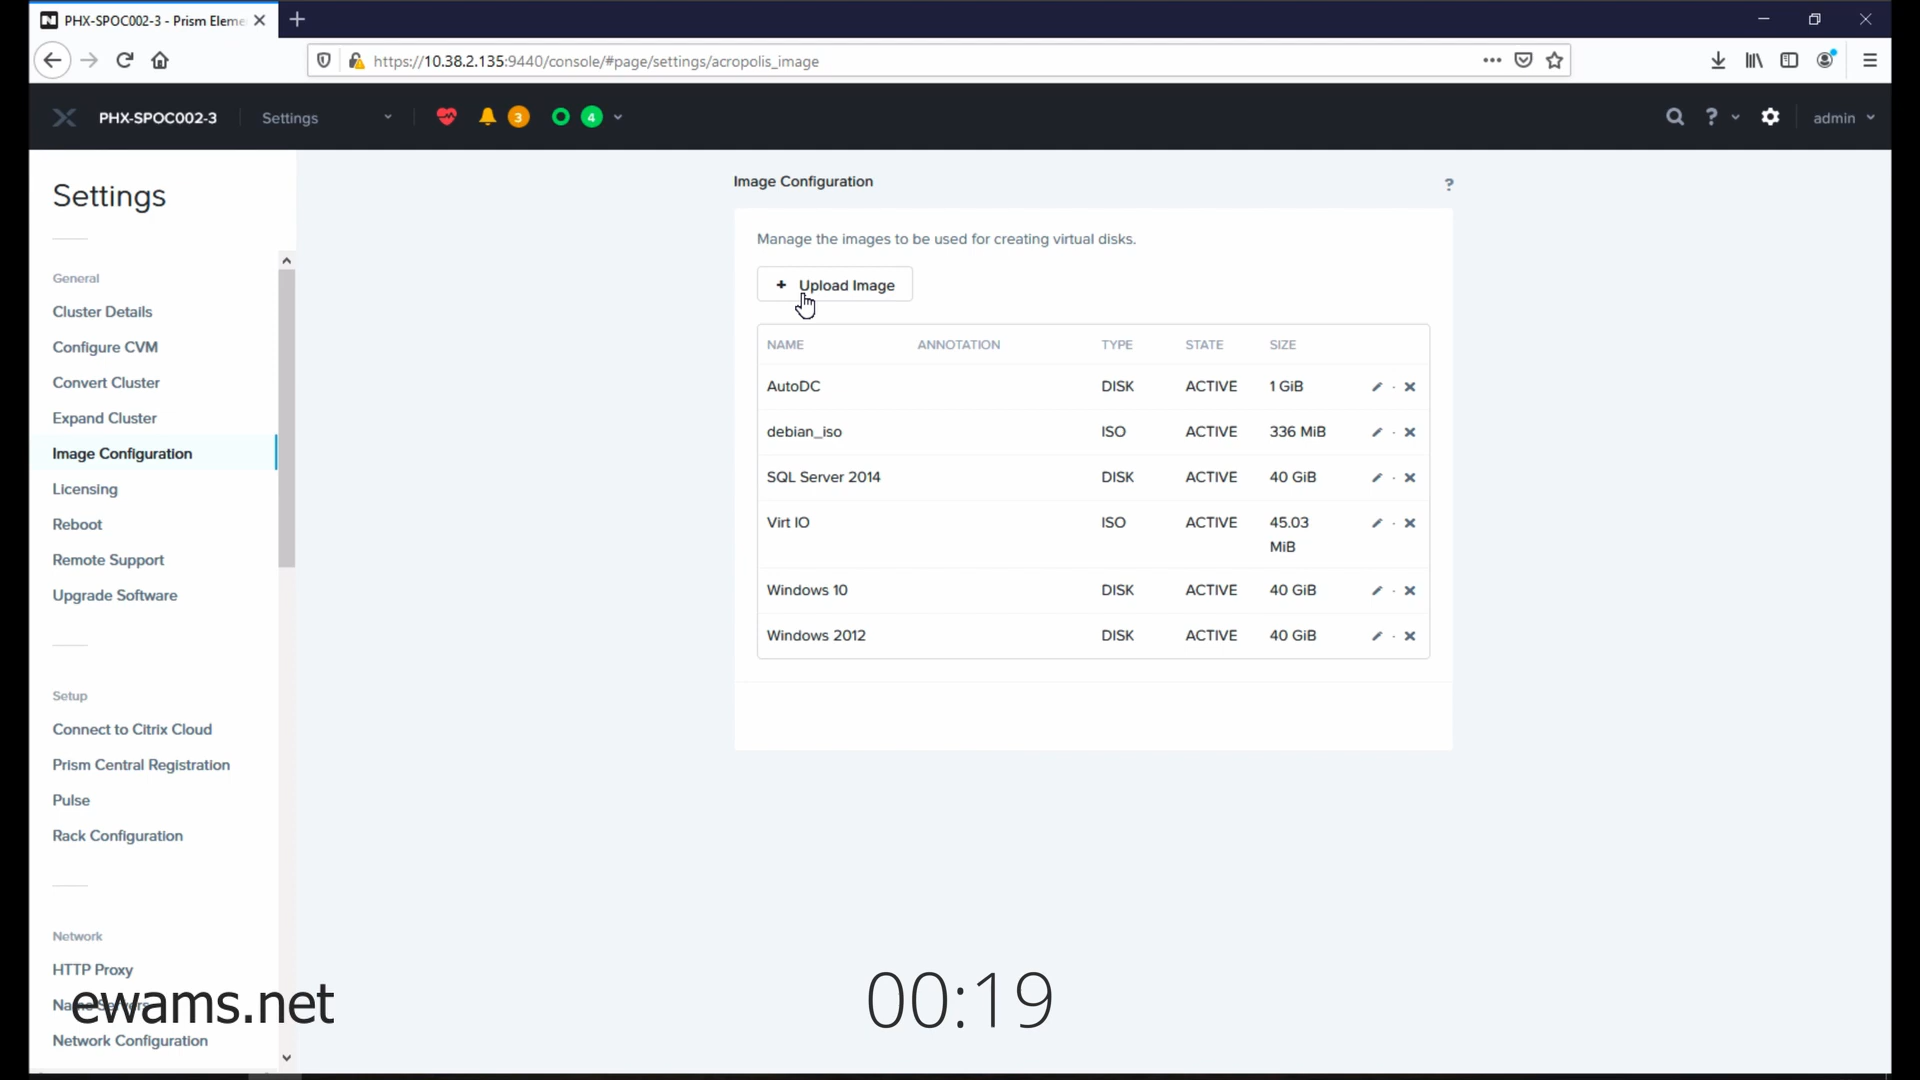 PHX-SPOC002-3 - Prism Eleme
https://10.38.2.135:9440/console/#page/settings/acropolis_image
PHX-SPOC002-3 Settings 3 4 ? admin
Settings
General
Cluster Details
Configure CVM
Convert Cluster
Expand Cluster
Image Configuration
Licensing
Reboot
Remote Support
Upgrade Software
Setup
Connect to Citrix Cloud
Prism Central Registration
Pulse
Rack Configuration
Network
HTTP Proxy
Name Servers
Network Configuration
Image Configuration ?
Manage the images to be used for creating virtual disks.
+ Upload Image
NAME ANNOTATION TYPE STATE SIZE
AutoDC DISK ACTIVE 1 GiB
debian_iso ISO ACTIVE 336 MiB
SQL Server 2014 DISK ACTIVE 40 GiB
Virt IO ISO ACTIVE 45.03
MiB
Windows 10 DISK ACTIVE 40 GiB
Windows 2012 DISK ACTIVE 40 GiB
ewams.net
00:19